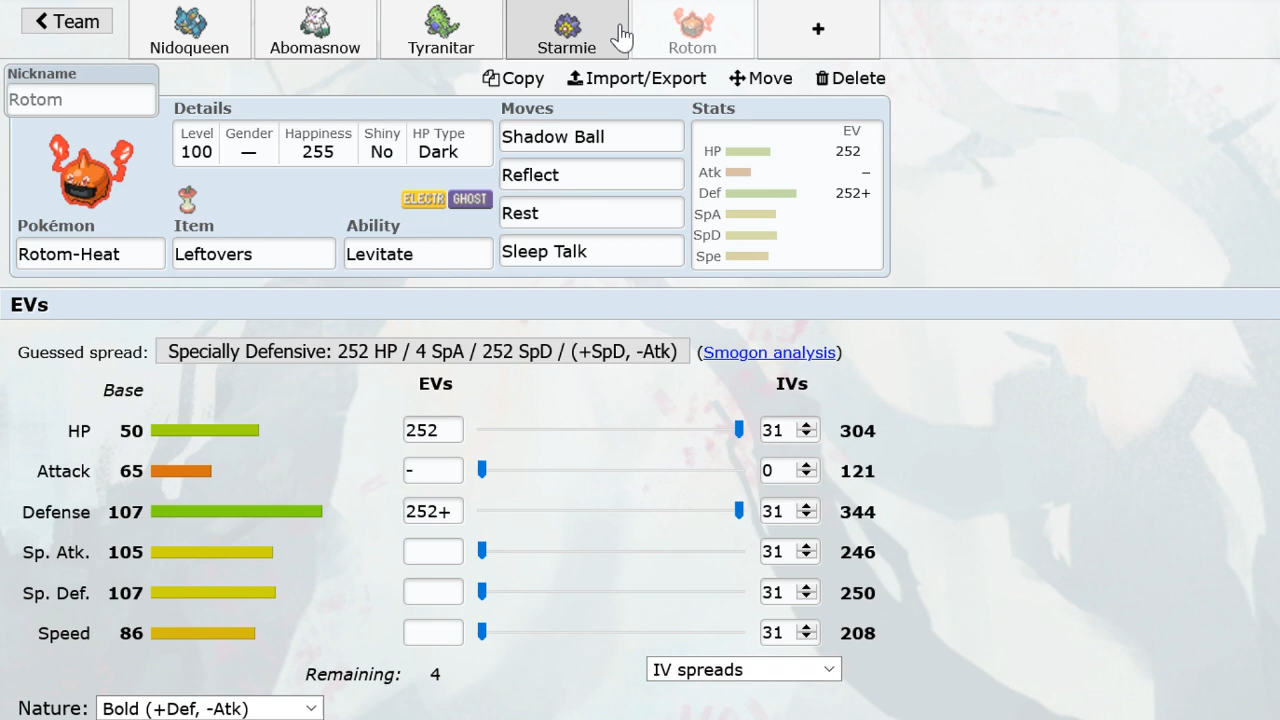 Team
Nidoqueen
Abomasnow
Tyranitar
Starmie
Rotom
+
Copy
Import/Export
Move
Delete
Nickname
Rotom
Pokémon
Rotom-Heat
Details
Level Gender Happiness Shiny HP Type
100 — 255 No Dark
ELECTR GHOST
Item
Leftovers
Ability
Levitate
Moves
Shadow Ball
Reflect
Rest
Sleep Talk
Stats
EV
HP 252
Atk –
Def 252+
SpA
SpD
Spe
EVs
Guessed spread: Specially Defensive: 252 HP / 4 SpA / 252 SpD / (+SpD, -Atk) (Smogon analysis)
Base EVs IVs
HP 50 252 31 304
Attack 65 - 0 121
Defense 107 252+ 31 344
Sp. Atk. 105 31 246
Sp. Def. 107 31 250
Speed 86 31 208
Remaining: 4 IV spreads
Nature: Bold (+Def, -Atk)